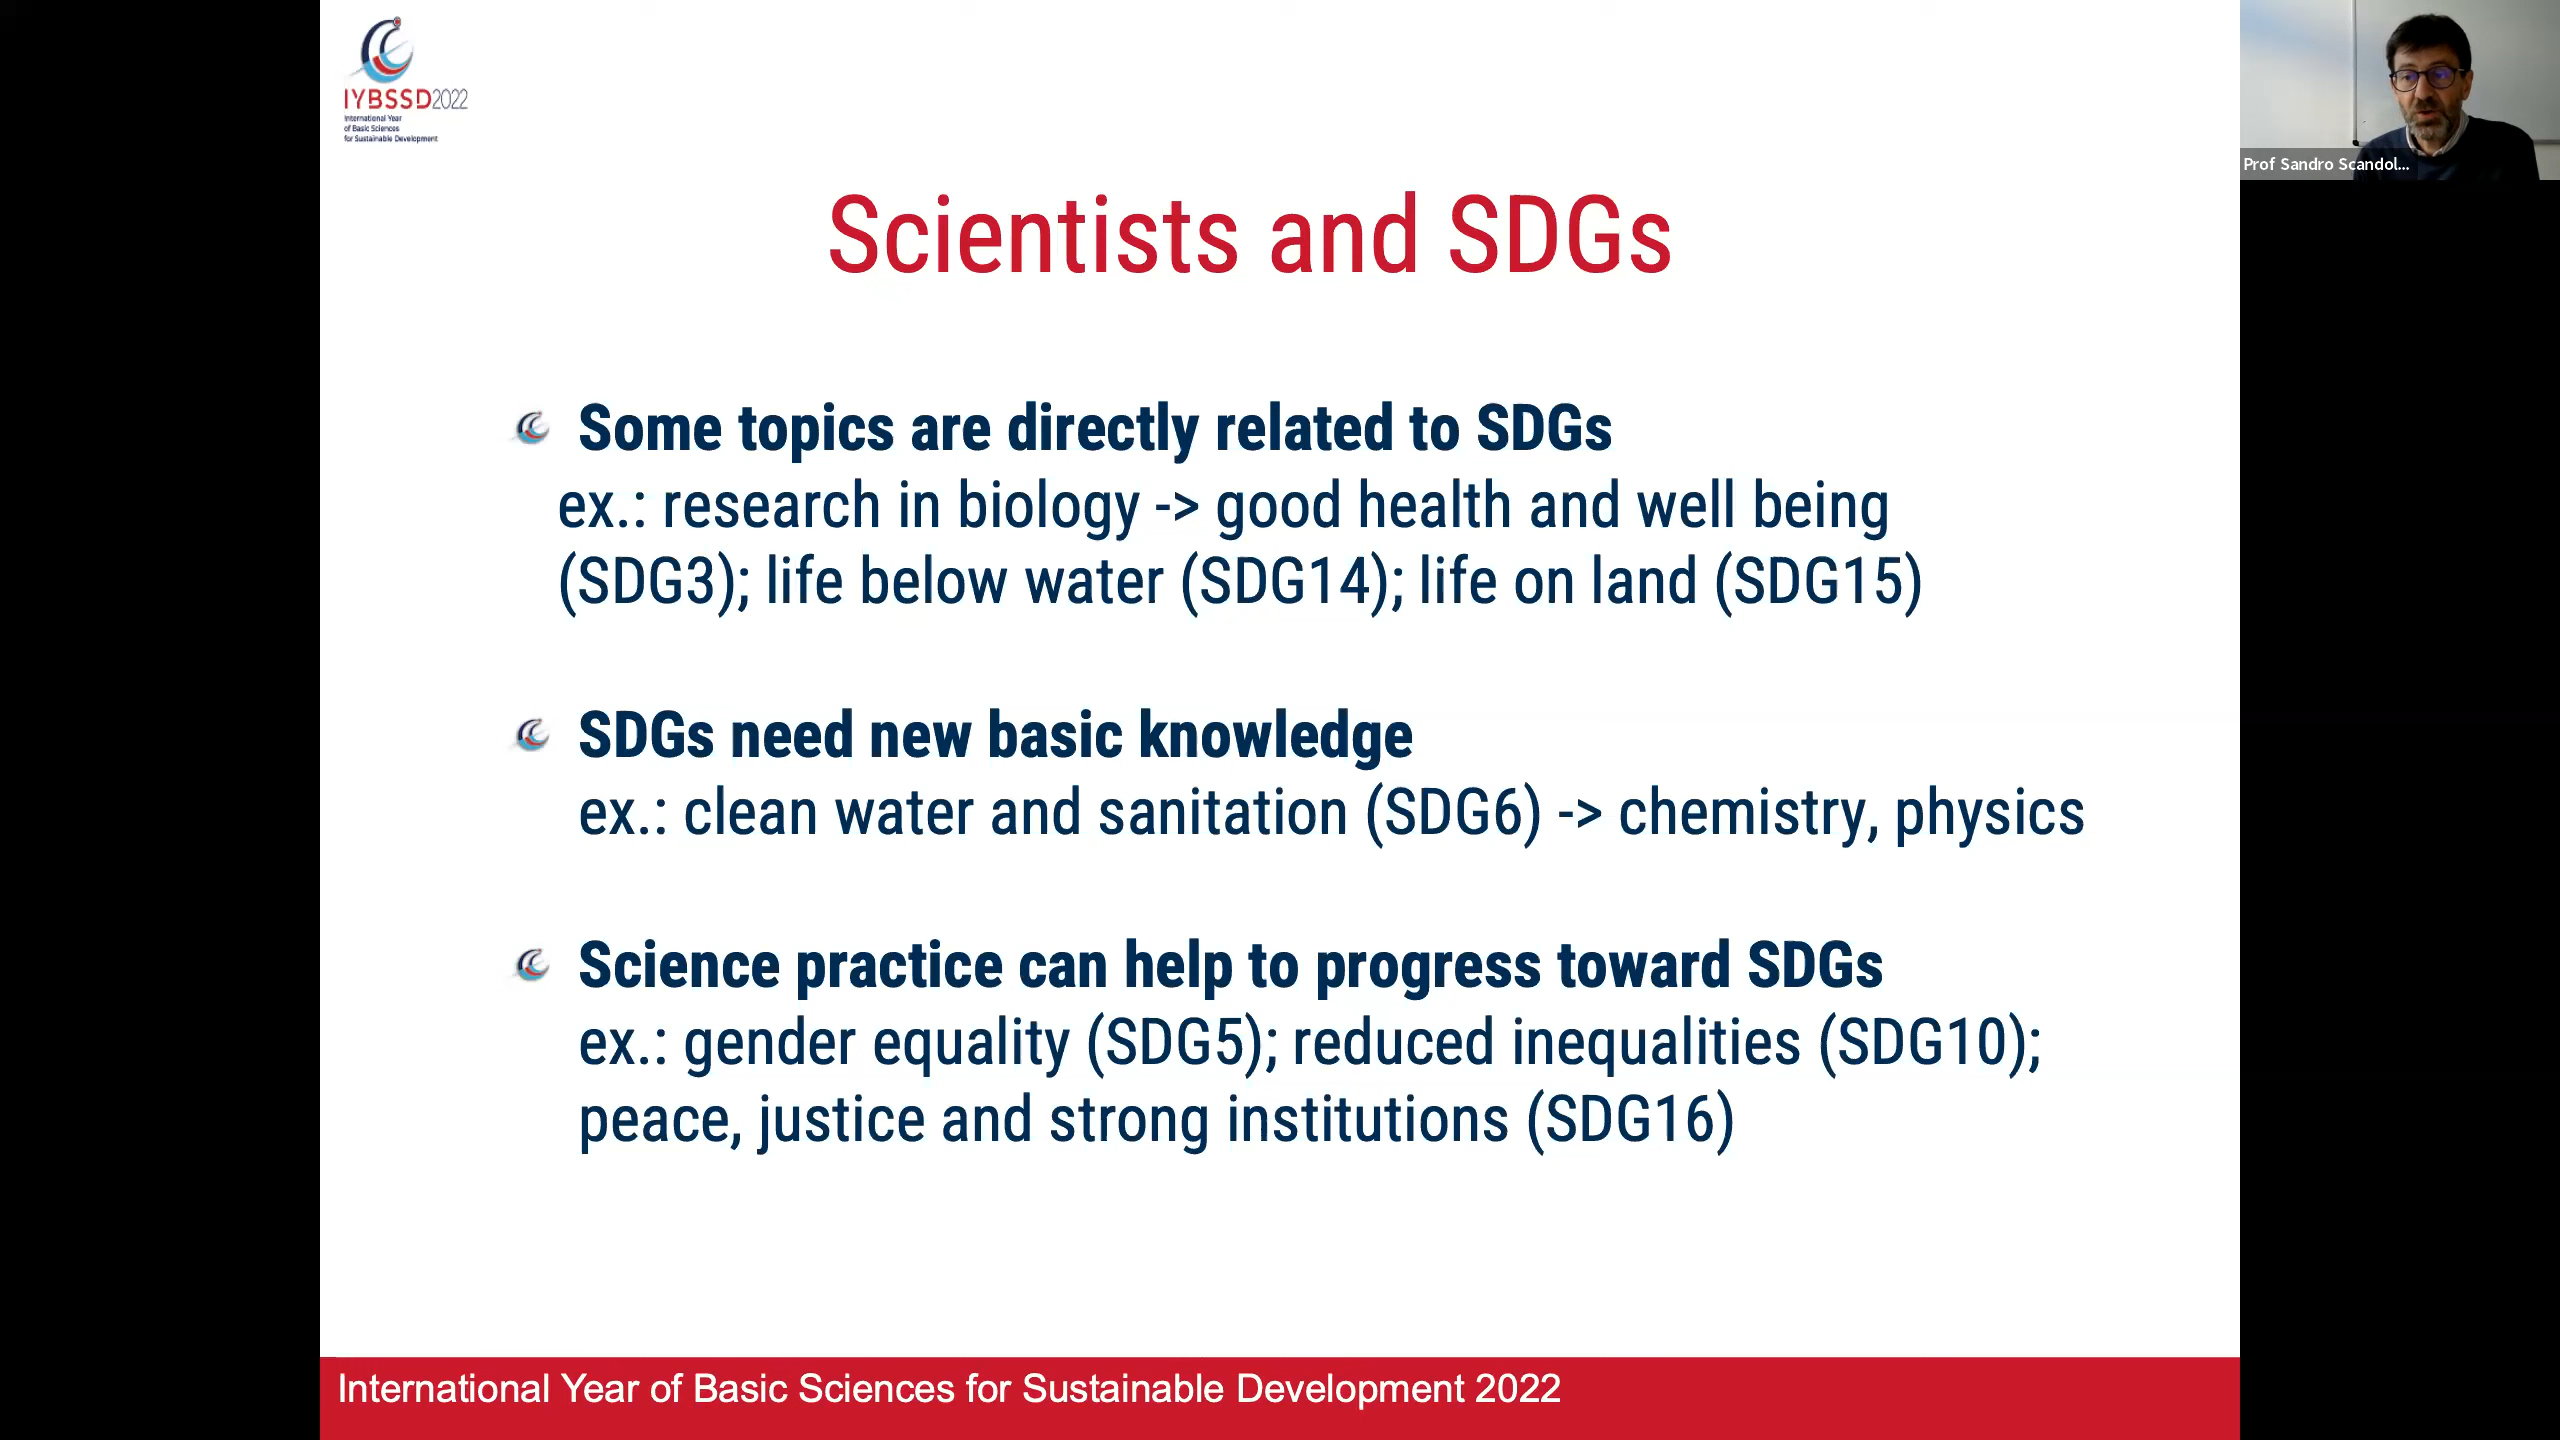 IYBSSD2022
International Year
of Basic Sciences
for Sustainable Development
Prof Sandro Scandol...
Scientists and SDGs
Some topics are directly related to SDGs
ex.: research in biology -> good health and well being
(SDG3); life below water (SDG14); life on land (SDG15)
SDGs need new basic knowledge
ex.: clean water and sanitation (SDG6) -> chemistry, physics
Science practice can help to progress toward SDGs
ex.: gender equality (SDG5); reduced inequalities (SDG10);
peace, justice and strong institutions (SDG16)
International Year of Basic Sciences for Sustainable Development 2022